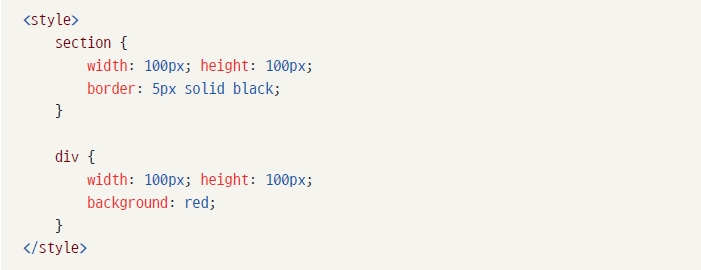 <style>
section {
width: 100px; height: 100px;
border: 5px solid black;
}
div {
width: 100px; height: 100px;
background: red;
}
</style>